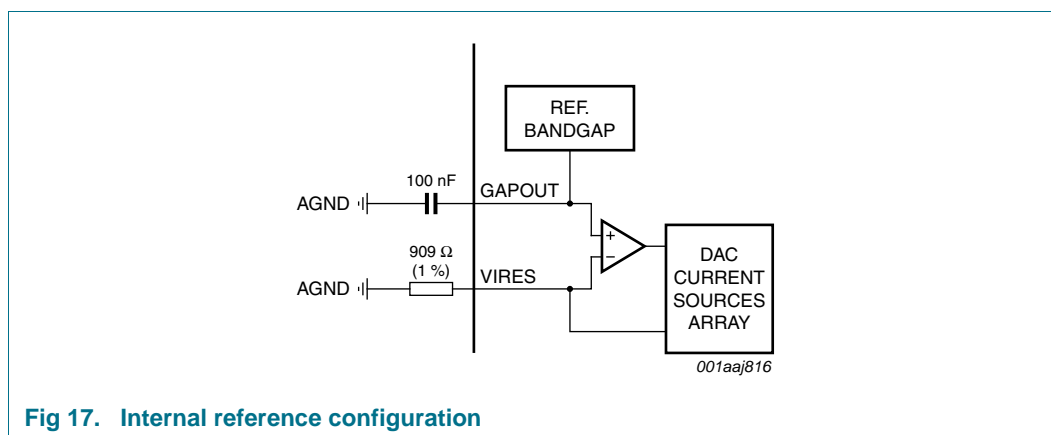 REF.
BANDGAP
100 nF
GAPOUT
AGND
+
909 Ω
(1 %)
−
DAC
CURRENT
SOURCES
ARRAY
AGND
VIRES
001aaj816
Fig 17. Internal reference configuration